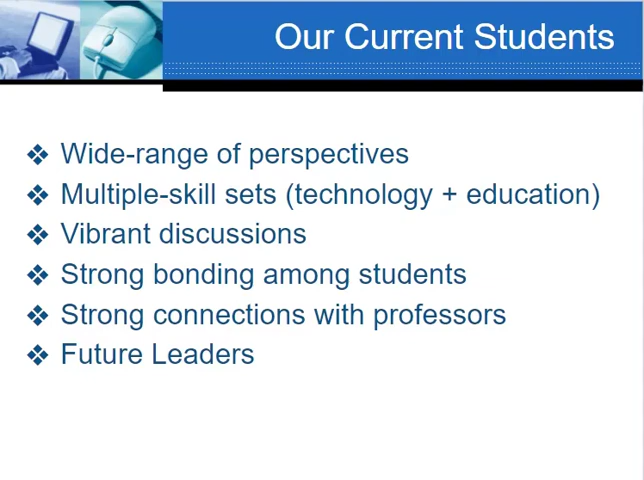 Our Current Students
❖ Wide-range of perspectives
❖ Multiple-skill sets (technology + education)
❖ Vibrant discussions
❖ Strong bonding among students
❖ Strong connections with professors
❖ Future Leaders